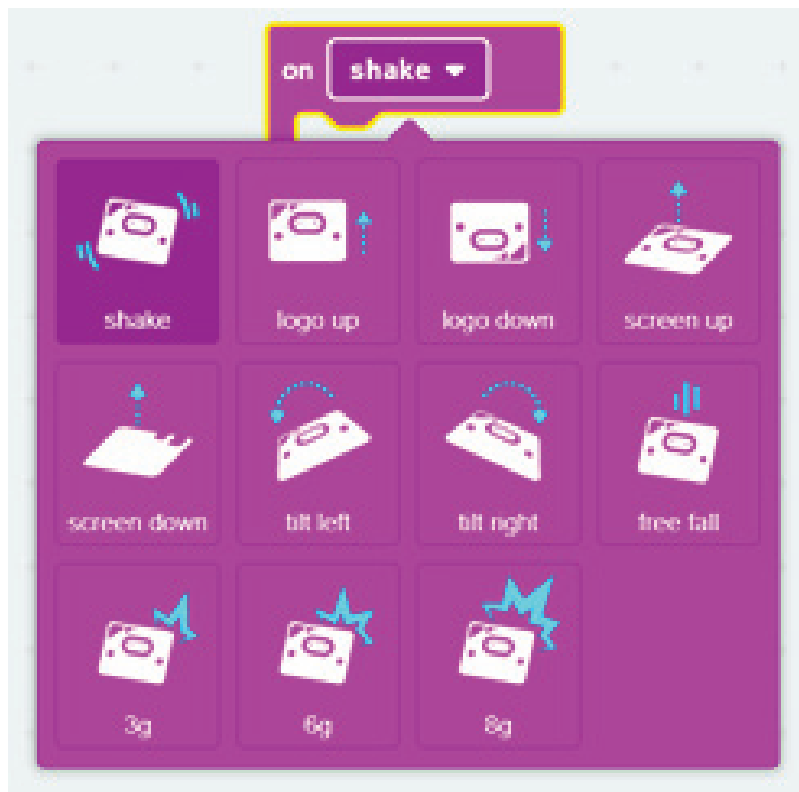 on shake
shake logo up logo down screen up
screen down tilt left tilt right free fall
3g 6g 8g